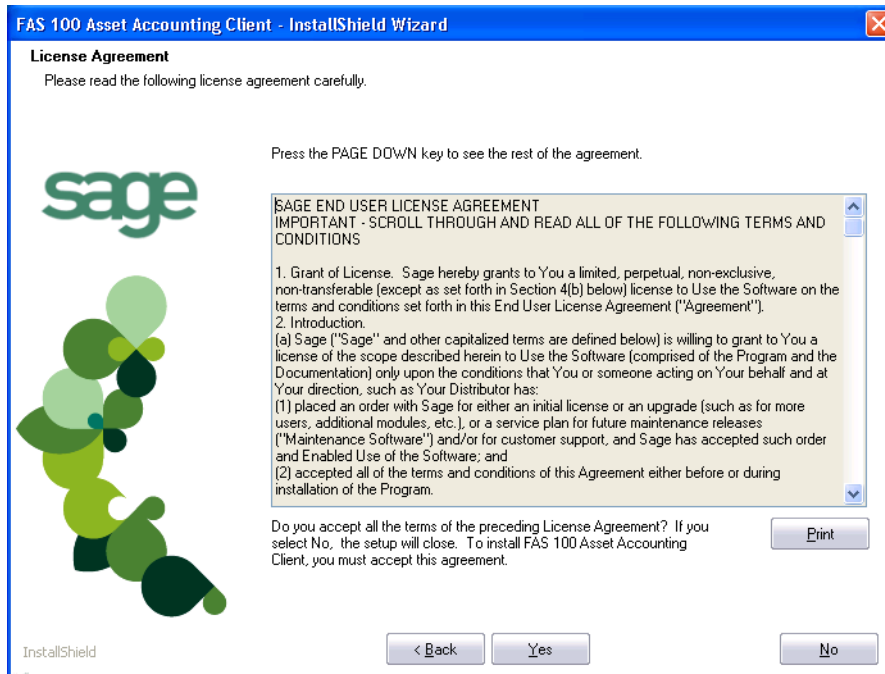 FAS 100 Asset Accounting Client - InstallShield Wizard
License Agreement
Please read the following license agreement carefully.
Press the PAGE DOWN key to see the rest of the agreement.
sage
SAGE END USER LICENSE AGREEMENT
IMPORTANT - SCROLL THROUGH AND READ ALL OF THE FOLLOWING TERMS AND
CONDITIONS
1. Grant of License.  Sage hereby grants to You a limited, perpetual, non-exclusive,
non-transferable (except as set forth in Section 4(b) below) license to Use the Software on the
terms and conditions set forth in this End User License Agreement ("Agreement").
2. Introduction.
(a) Sage ("Sage" and other capitalized terms are defined below) is willing to grant to You a
license of the scope described herein to Use the Software (comprised of the Program and the
Documentation) only upon the conditions that You or someone acting on Your behalf and at
Your direction, such as Your Distributor has:
(1) placed an order with Sage for either an initial license or an upgrade (such as for more
users, additional modules, etc.), or a service plan for future maintenance releases
("Maintenance Software") and/or for customer support, and Sage has accepted such order
and Enabled Use of the Software; and
(2) accepted all of the terms and conditions of this Agreement either before or during
installation of the Program.
Do you accept all the terms of the preceding License Agreement?  If you
select No,  the setup will close.  To install FAS 100 Asset Accounting
Client, you must accept this agreement.
Print
InstallShield
< Back
Yes
No